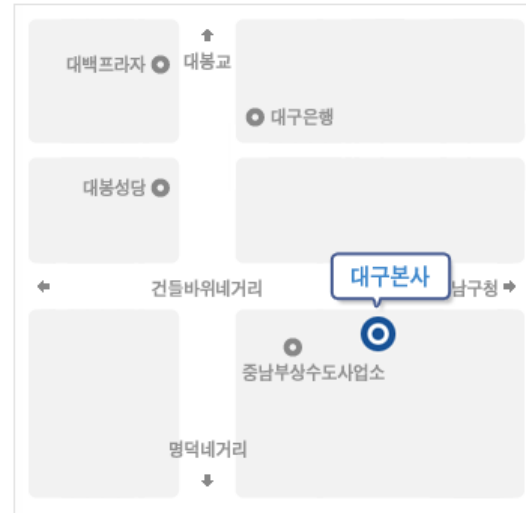 대백프라자
대봉교
대구은행
대봉성당
건들바위네거리
대구본사
남구청
중남부상수도사업소
명덕네거리